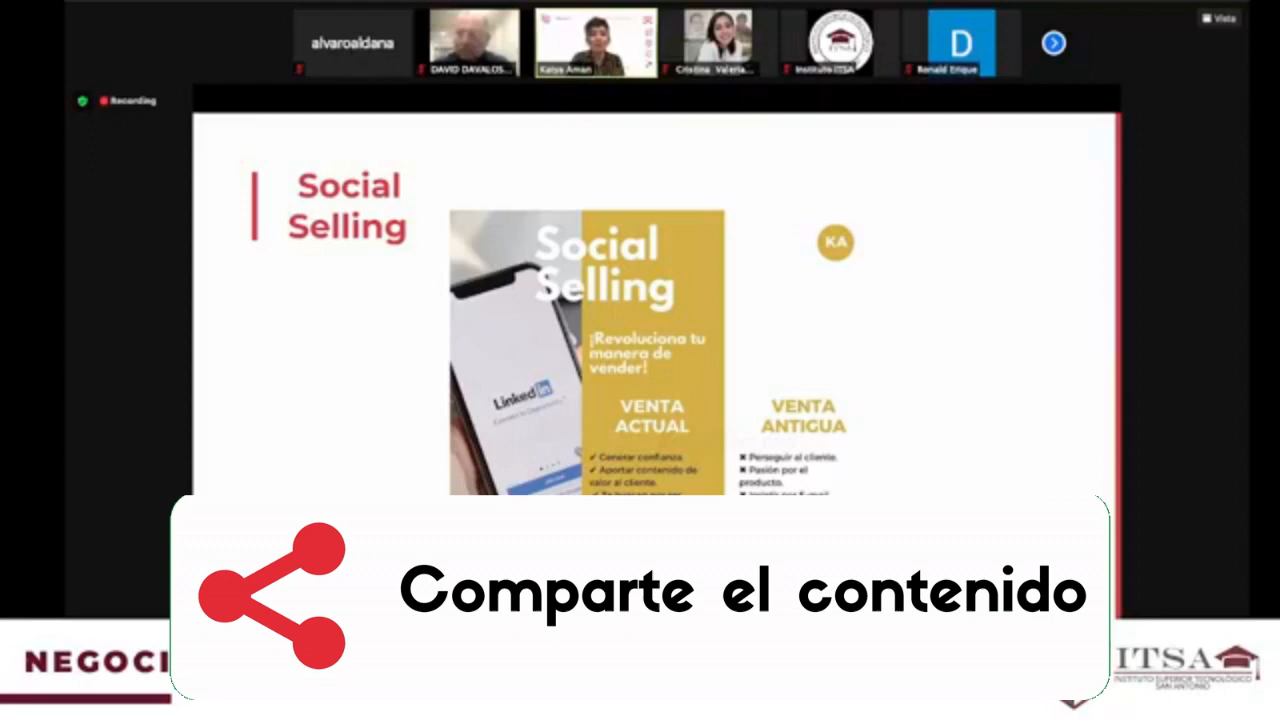 Vista
alvaroaldana
DAVID DAVALOS...
Katya Aman
Cristina Valeria...
Instituto ITSA
D
Ronald Erique
Recording
Social
Selling
Social
Selling
KA
¡Revoluciona tu
manera de
vender!
LinkedIn
VENTA
ACTUAL
VENTA
ANTIGUA
✔ Generar confianza.
✔ Aportar contenido de
valor al cliente.
✖ Perseguir al cliente.
✖ Pasión por el
producto.
Comparte el contenido
NEGOCI
ITSA
INSTITUTO SUPERIOR TECNOLÓGICO
SAN ANTONIO